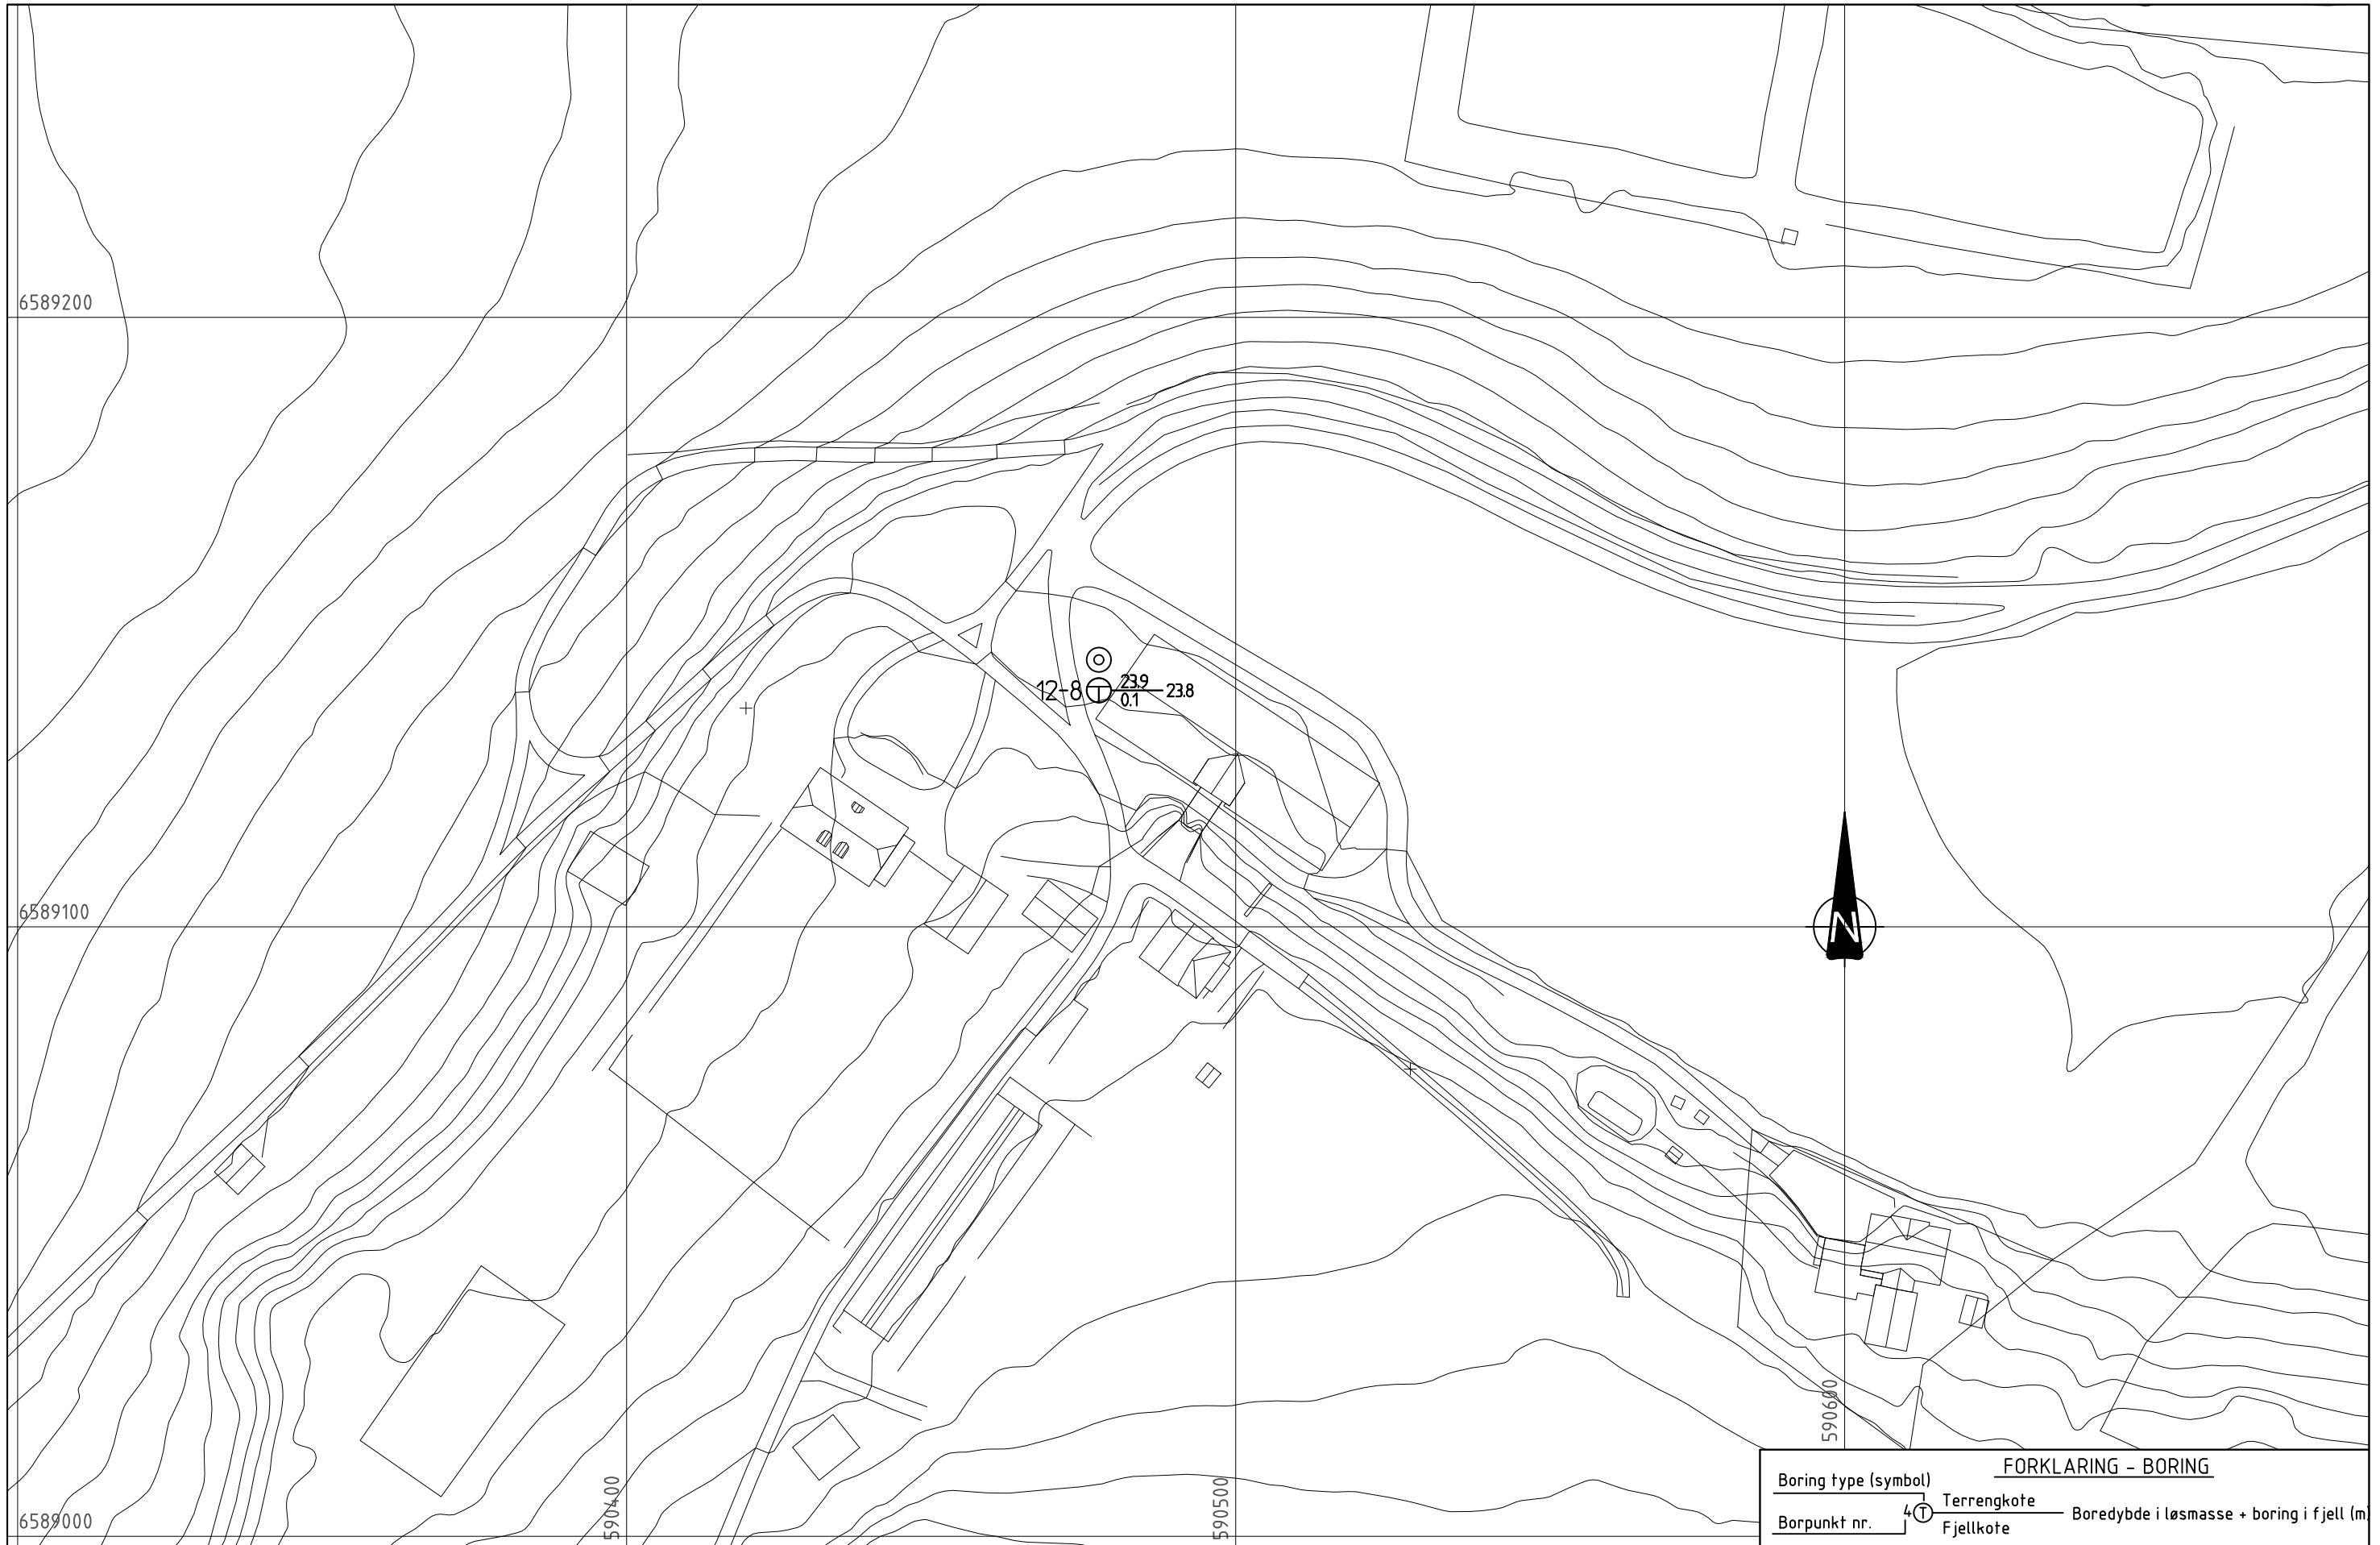 6589200
12-8 T 23.9 23.8
0.1
6589100
N
6589000
590400
590500
590600
FORKLARING - BORING
Boring type (symbol)
Terrengkote
4 T Boredybde i løsmasse + boring i fjell (m)
Borpunkt nr.
Fjellkote